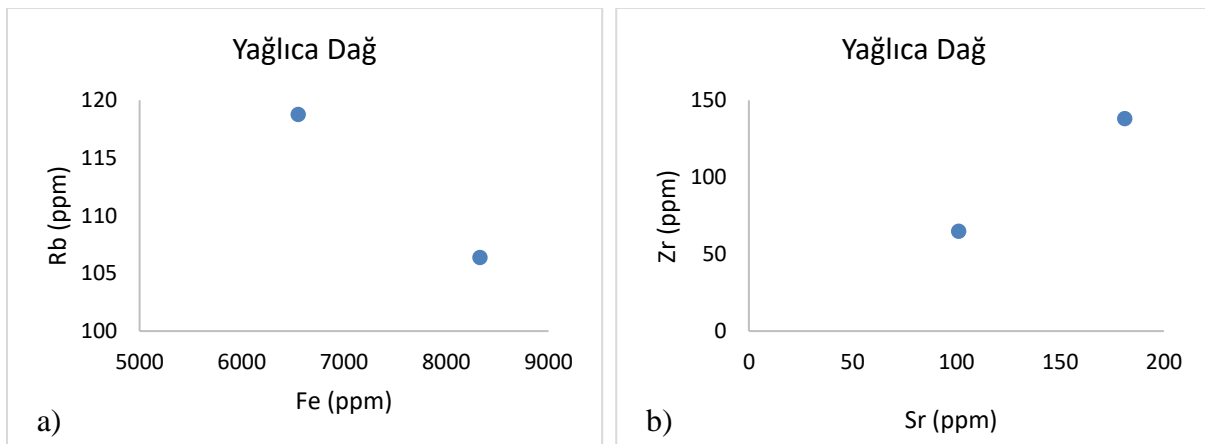 Yağlıca Dağ
120
115
110
105
100
Rb (ppm)
5000 6000 7000 8000 9000
Fe (ppm)
a)
Yağlıca Dağ
150
100
50
0
Zr (ppm)
0 50 100 150 200
Sr (ppm)
b)